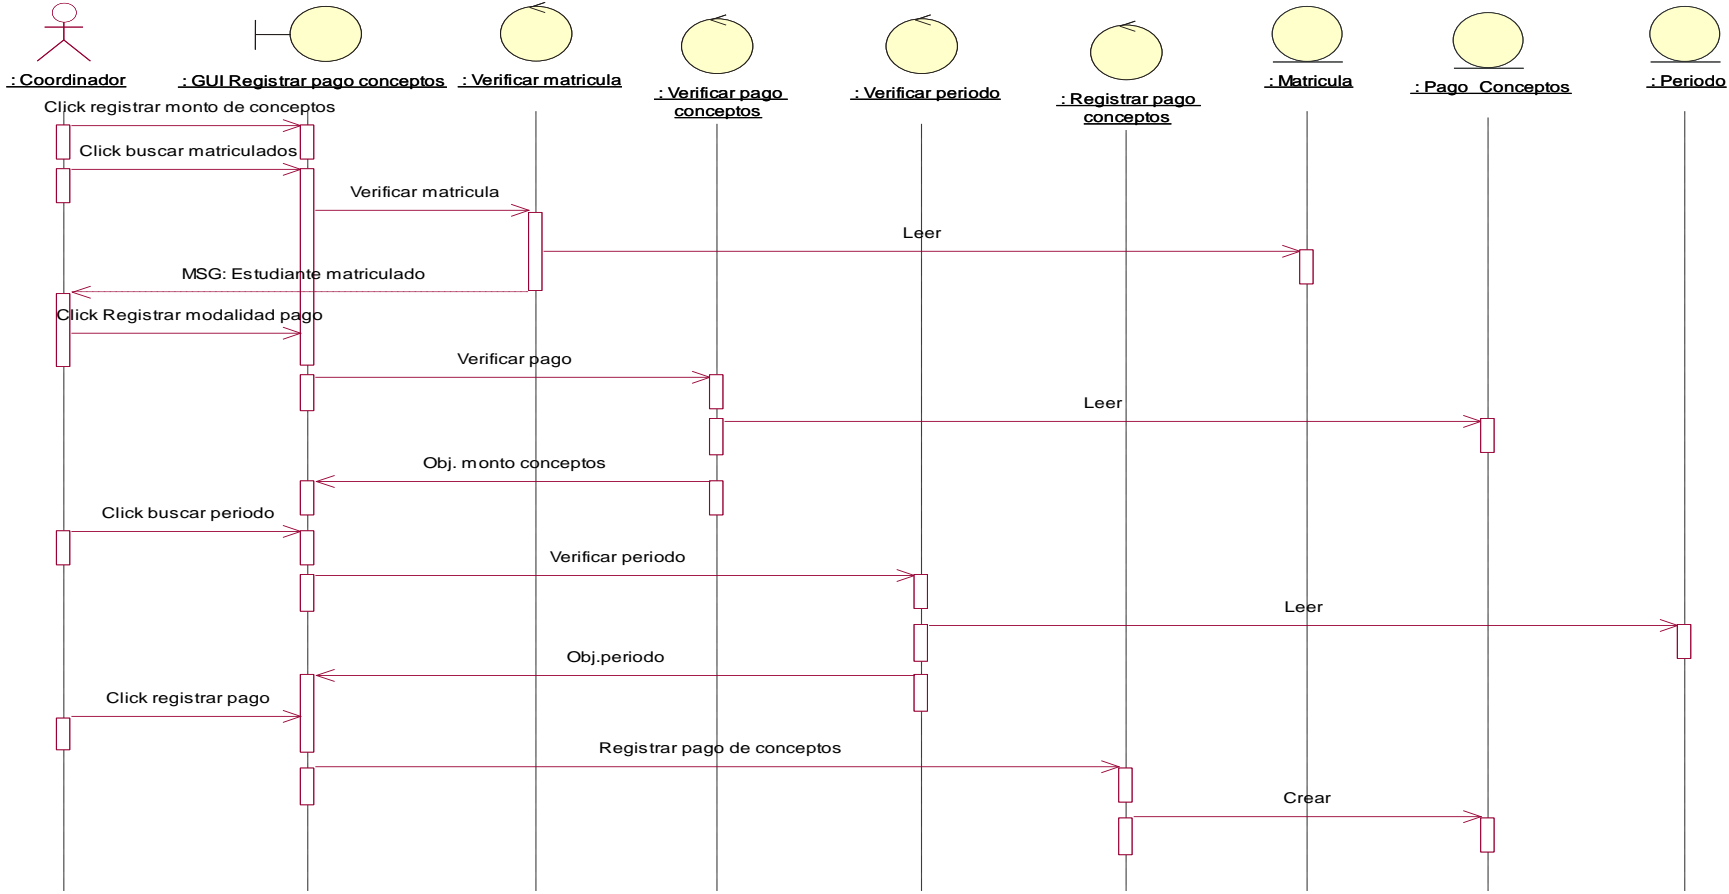 : Coordinador
: GUI Registrar pago conceptos
: Verificar matricula
: Verificar pago
conceptos
: Verificar periodo
: Registrar pago
conceptos
: Matricula
: Pago_Conceptos
: Periodo
Click registrar monto de conceptos
Click buscar matriculados
Verificar matricula
Leer
MSG: Estudiante matriculado
Click Registrar modalidad pago
Verificar pago
Leer
Obj. monto conceptos
Click buscar periodo
Verificar periodo
Leer
Obj.periodo
Click registrar pago
Registrar pago de conceptos
Crear